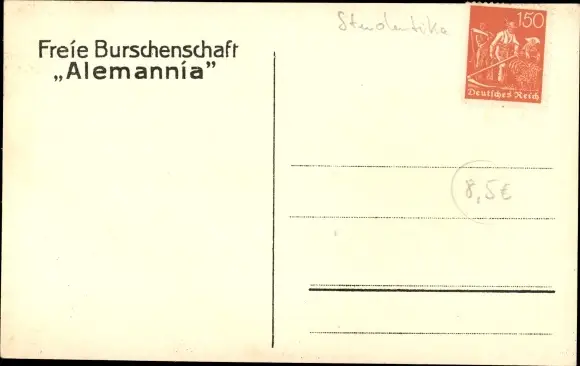 Freie Burschenschaft
„Alemannia”
Studentika
150
Deutsches Reich
8,5€